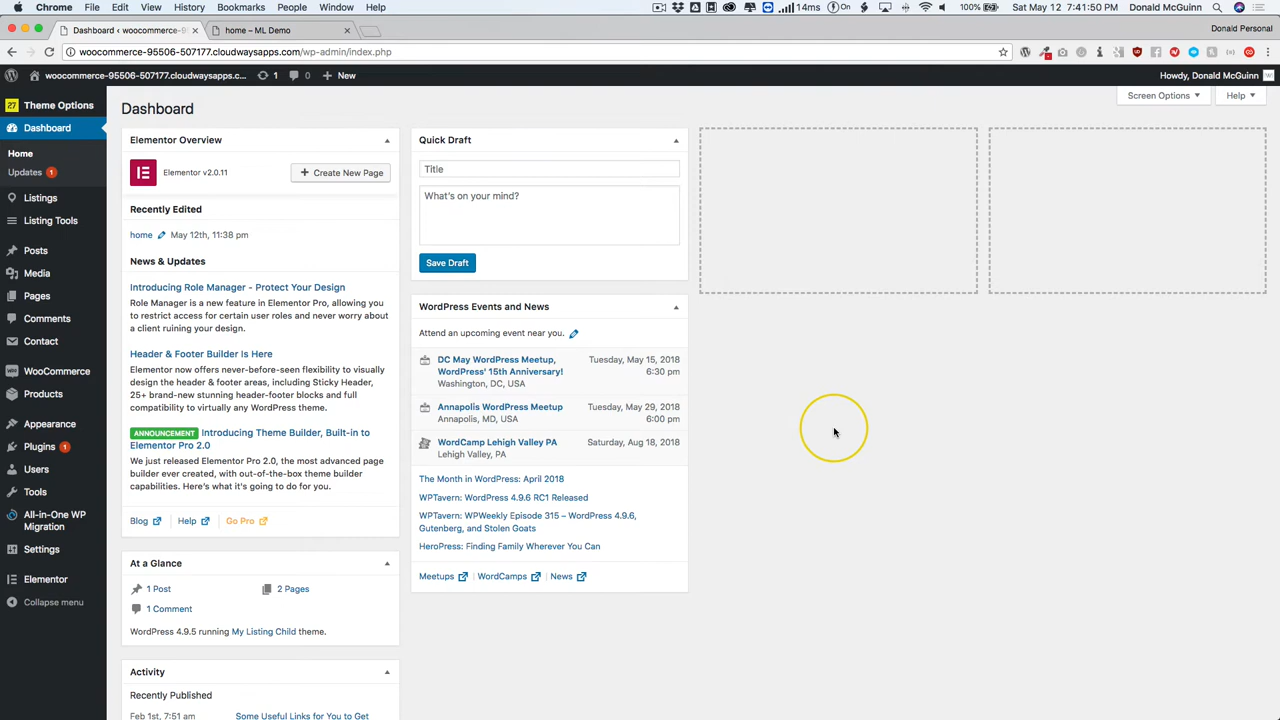 Chrome File Edit View History Bookmarks People Window Help 14ms On 100% Sat May 12 7:41:50 PM Donald McGuinn
Dashboard ‹ woocommerce-9550 × home – ML Demo × Donald Personal
woocommerce-95506-507177.cloudwaysapps.com/wp-admin/index.php
woocommerce-95506-507177.cloudwaysapps.c... 1 0 + New Howdy, Donald McGuinn
27 Theme Options
Dashboard
Home
Updates 1
Listings
Listing Tools
Posts
Media
Pages
Comments
Contact
WooCommerce
Products
Appearance
Plugins 1
Users
Tools
All-in-One WP
Migration
Settings
Elementor
Collapse menu
Screen Options Help
Dashboard
Elementor Overview
Elementor v2.0.11 + Create New Page
Recently Edited
home May 12th, 11:38 pm
News & Updates
Introducing Role Manager - Protect Your Design
Role Manager is a new feature in Elementor Pro, allowing you
to restrict access for certain user roles and never worry about
a client ruining your design.
Header & Footer Builder Is Here
Elementor now offers never-before-seen flexibility to visually
design the header & footer areas, including Sticky Header,
25+ brand-new stunning header-footer blocks and full
compatibility to virtually any WordPress theme.
ANNOUNCEMENT Introducing Theme Builder, Built-in to
Elementor Pro 2.0
We just released Elementor Pro 2.0, the most advanced page
builder ever created, with out-of-the-box theme builder
capabilities. Here's what it's going to do for you.
Blog Help Go Pro
At a Glance
1 Post 2 Pages
1 Comment
WordPress 4.9.5 running My Listing Child theme.
Activity
Recently Published
Feb 1st, 7:51 am Some Useful Links for You to Get
Quick Draft
Title
What's on your mind?
Save Draft
WordPress Events and News
Attend an upcoming event near you.
DC May WordPress Meetup, Tuesday, May 15, 2018
WordPress' 15th Anniversary! 6:30 pm
Washington, DC, USA
Annapolis WordPress Meetup Tuesday, May 29, 2018
Annapolis, MD, USA 6:00 pm
WordCamp Lehigh Valley PA Saturday, Aug 18, 2018
Lehigh Valley, PA
The Month in WordPress: April 2018
WPTavern: WordPress 4.9.6 RC1 Released
WPTavern: WPWeekly Episode 315 – WordPress 4.9.6,
Gutenberg, and Stolen Goats
HeroPress: Finding Family Wherever You Can
Meetups WordCamps News